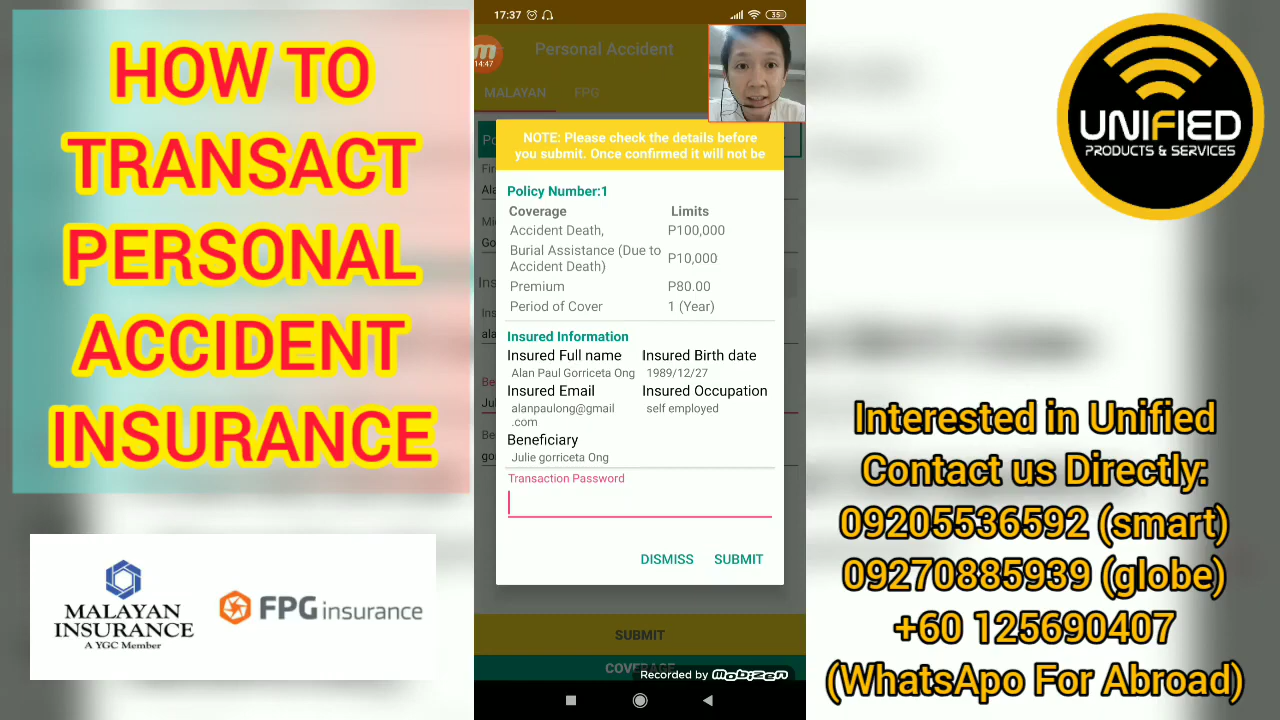 HOW TO
TRANSACT
PERSONAL
ACCIDENT
INSURANCE
MALAYAN
INSURANCE
A YGC Member
FPG insurance
17:37
35
Personal Accident
14:47
MALAYAN FPG
NOTE: Please check the details before
you submit. Once confirmed it will not be
Policy Number:1
Coverage Limits
Accident Death, P100,000
Burial Assistance (Due to
Accident Death) P10,000
Premium P80.00
Period of Cover 1 (Year)
Insured Information
Insured Full name Insured Birth date
Alan Paul Gorriceta Ong 1989/12/27
Insured Email Insured Occupation
alanpaulong@gmail self employed
.com
Beneficiary
Julie gorriceta Ong
Transaction Password
DISMISS SUBMIT
SUBMIT
Recorded by mobizen
UNIFIED
PRODUCTS & SERVICES
Interested in Unified
Contact us Directly:
09205536592 (smart)
09270885939 (globe)
+60 125690407
(WhatsApo For Abroad)